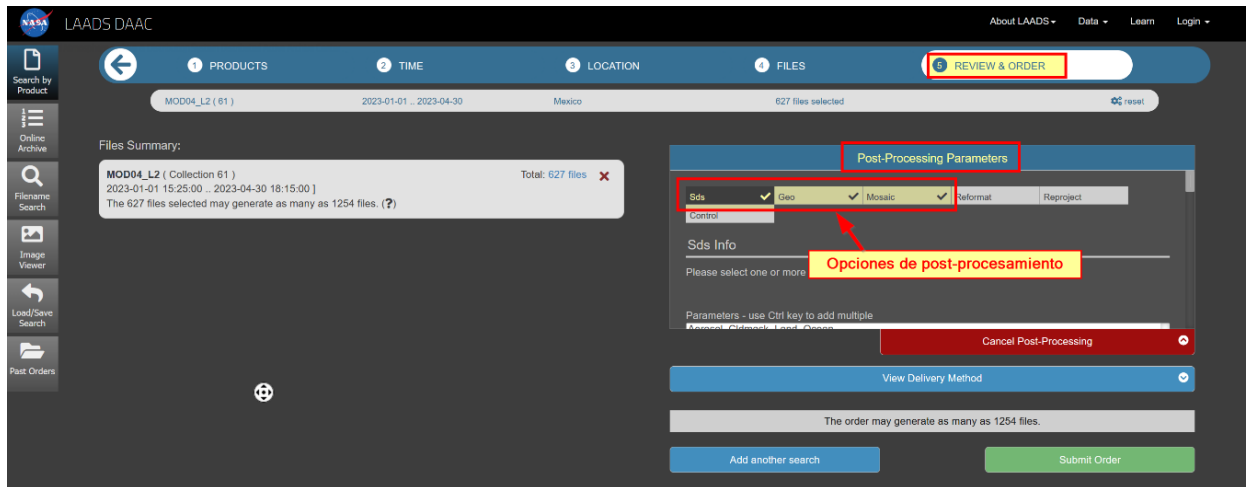 NASA LAADS DAAC About LAADS Data Learn Login
Search by Product
Online Archive
Filename Search
Image Viewer
Load/Save Search
Past Orders
1 PRODUCTS 2 TIME 3 LOCATION 4 FILES 5 REVIEW & ORDER
MOD04_L2 ( 61 ) 2023-01-01 .. 2023-04-30 Mexico 627 files selected reset
Files Summary:
MOD04_L2 ( Collection 61 ) Total: 627 files
2023-01-01 15:25:00 .. 2023-04-30 18:15:00 ]
The 627 files selected may generate as many as 1254 files. (?)
Post-Processing Parameters
Sds Geo Mosaic Reformat Reproject
Control
Sds Info
Please select one or more
Opciones de post-procesamiento
Parameters - use Ctrl key to add multiple
Aerosol_Cldmask_Land_Ocean
Cancel Post-Processing
View Delivery Method
The order may generate as many as 1254 files.
Add another search Submit Order